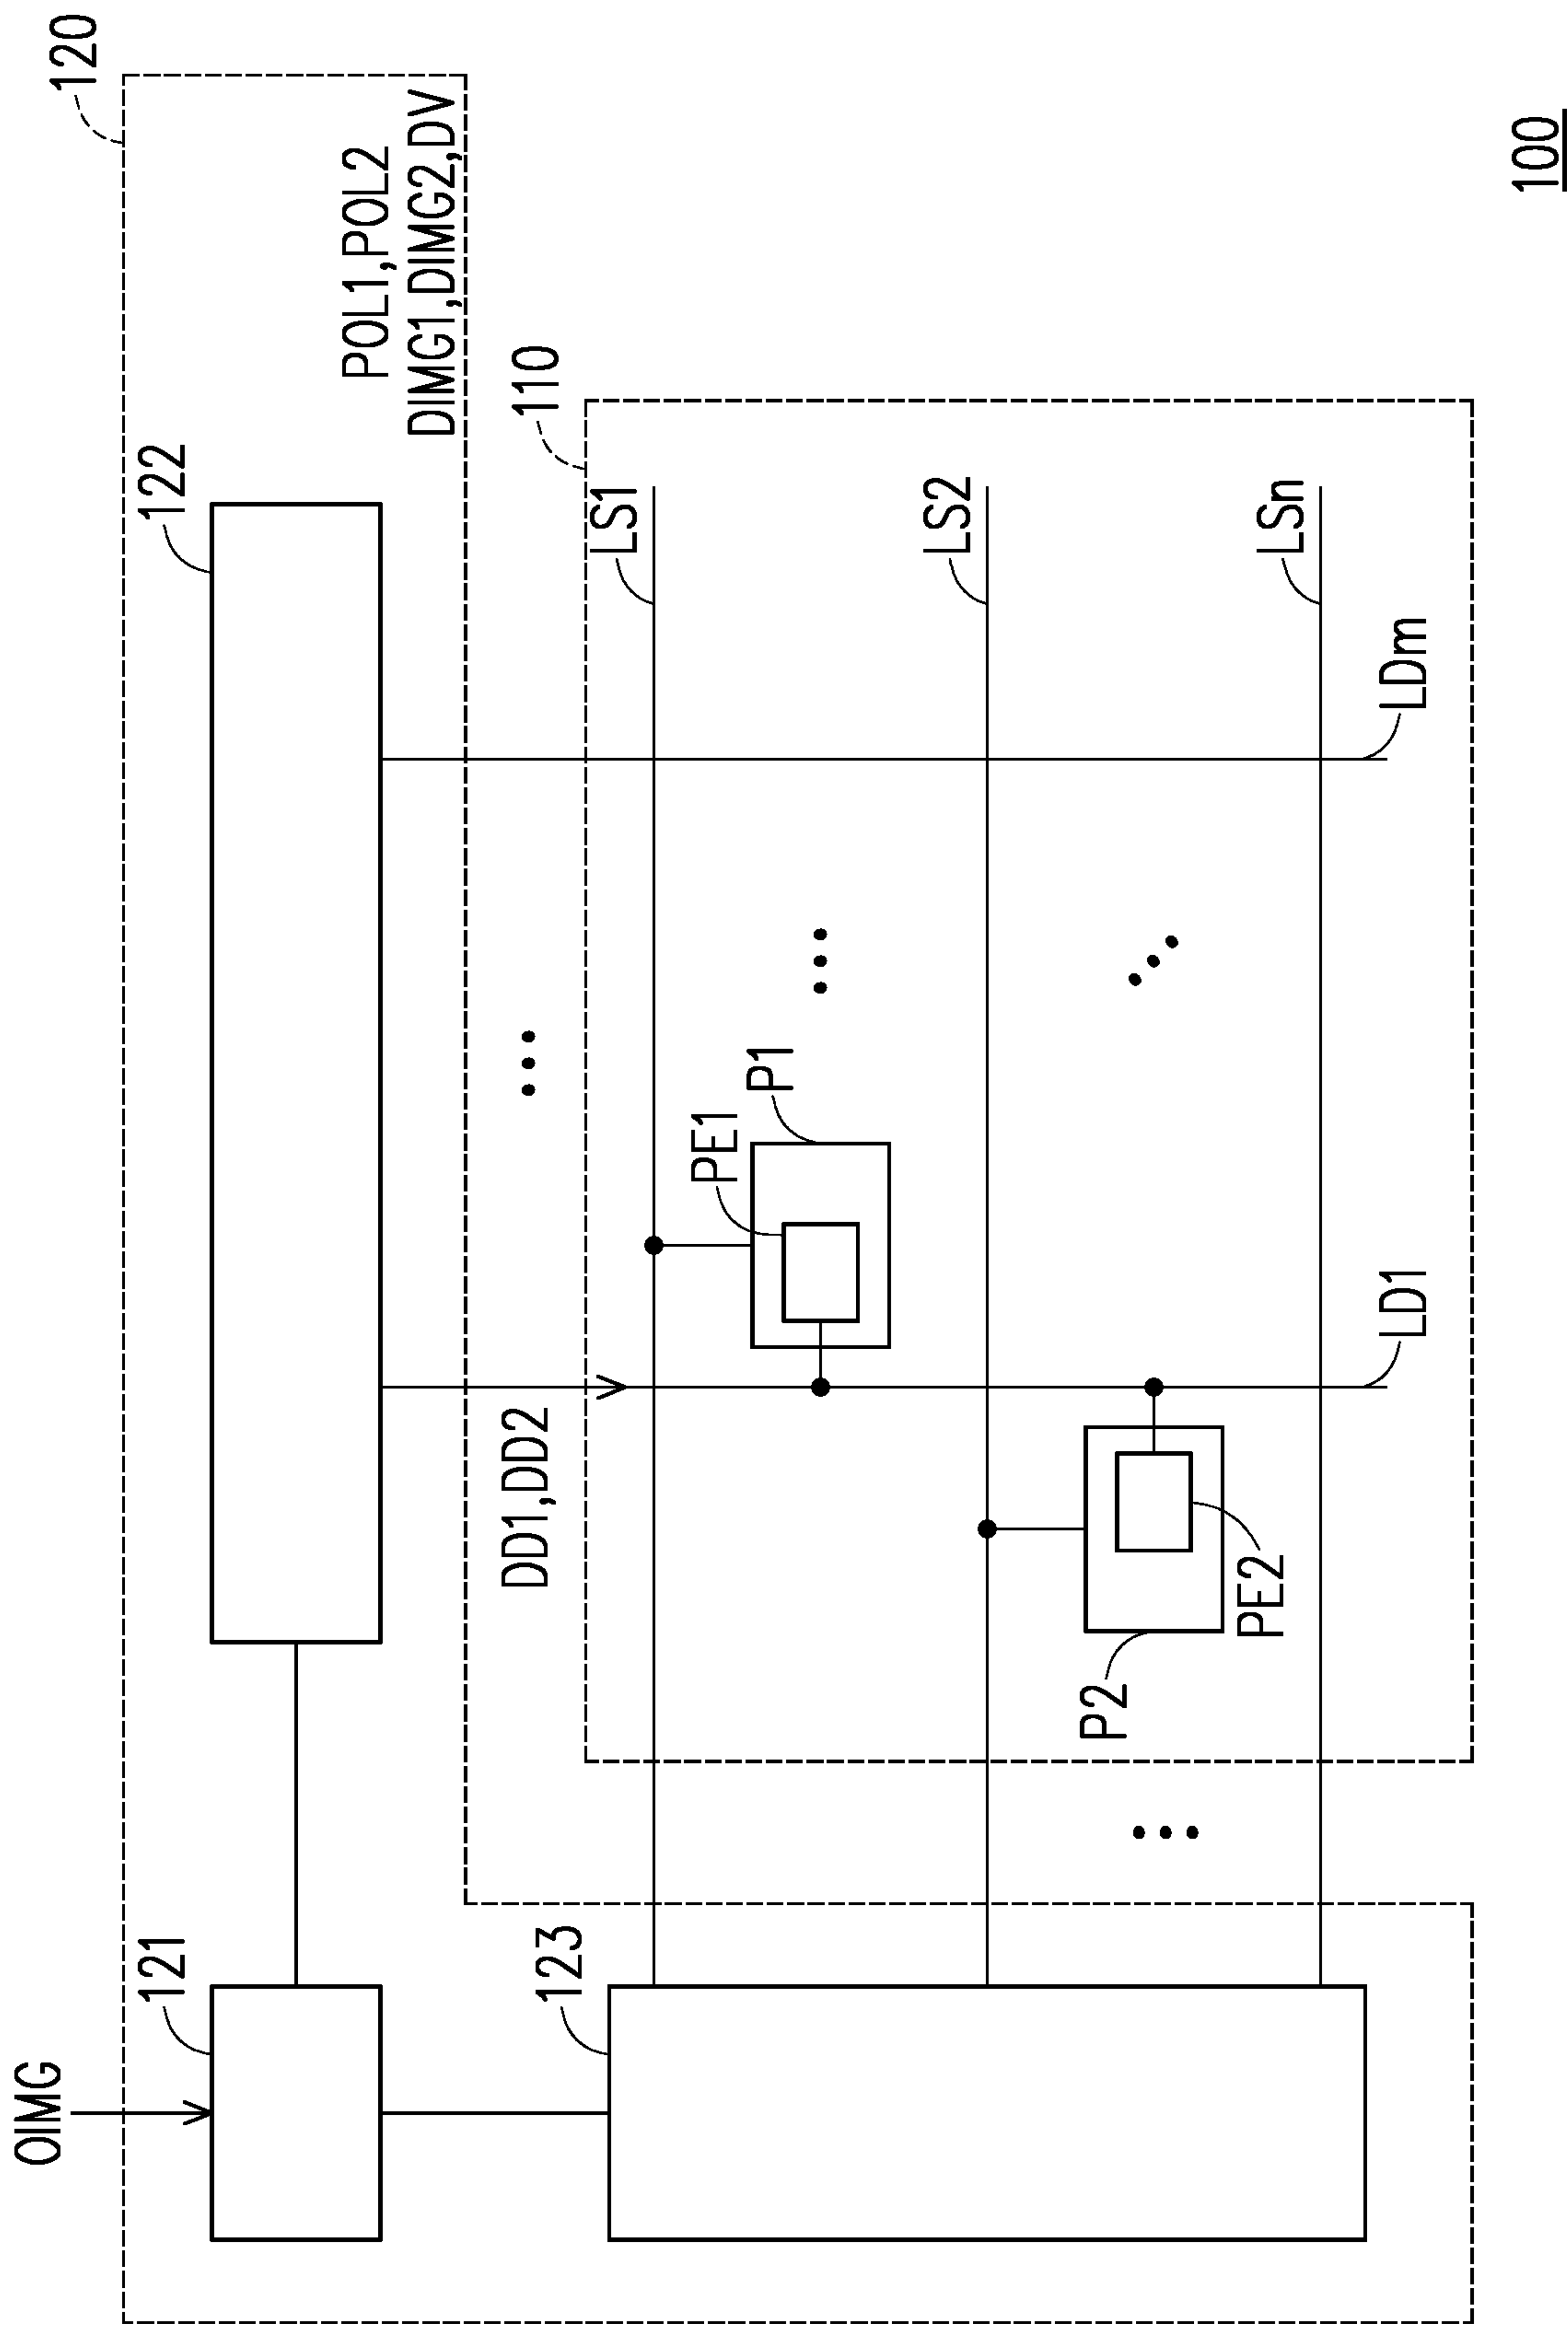 120
OIMG
121
122
POL1,POL2
DIMG1,DIMG2,DV
123
DD1,DD2
110
LS1
PE1
P1
LS2
P2
PE2
LSn
LD1
LDm
100